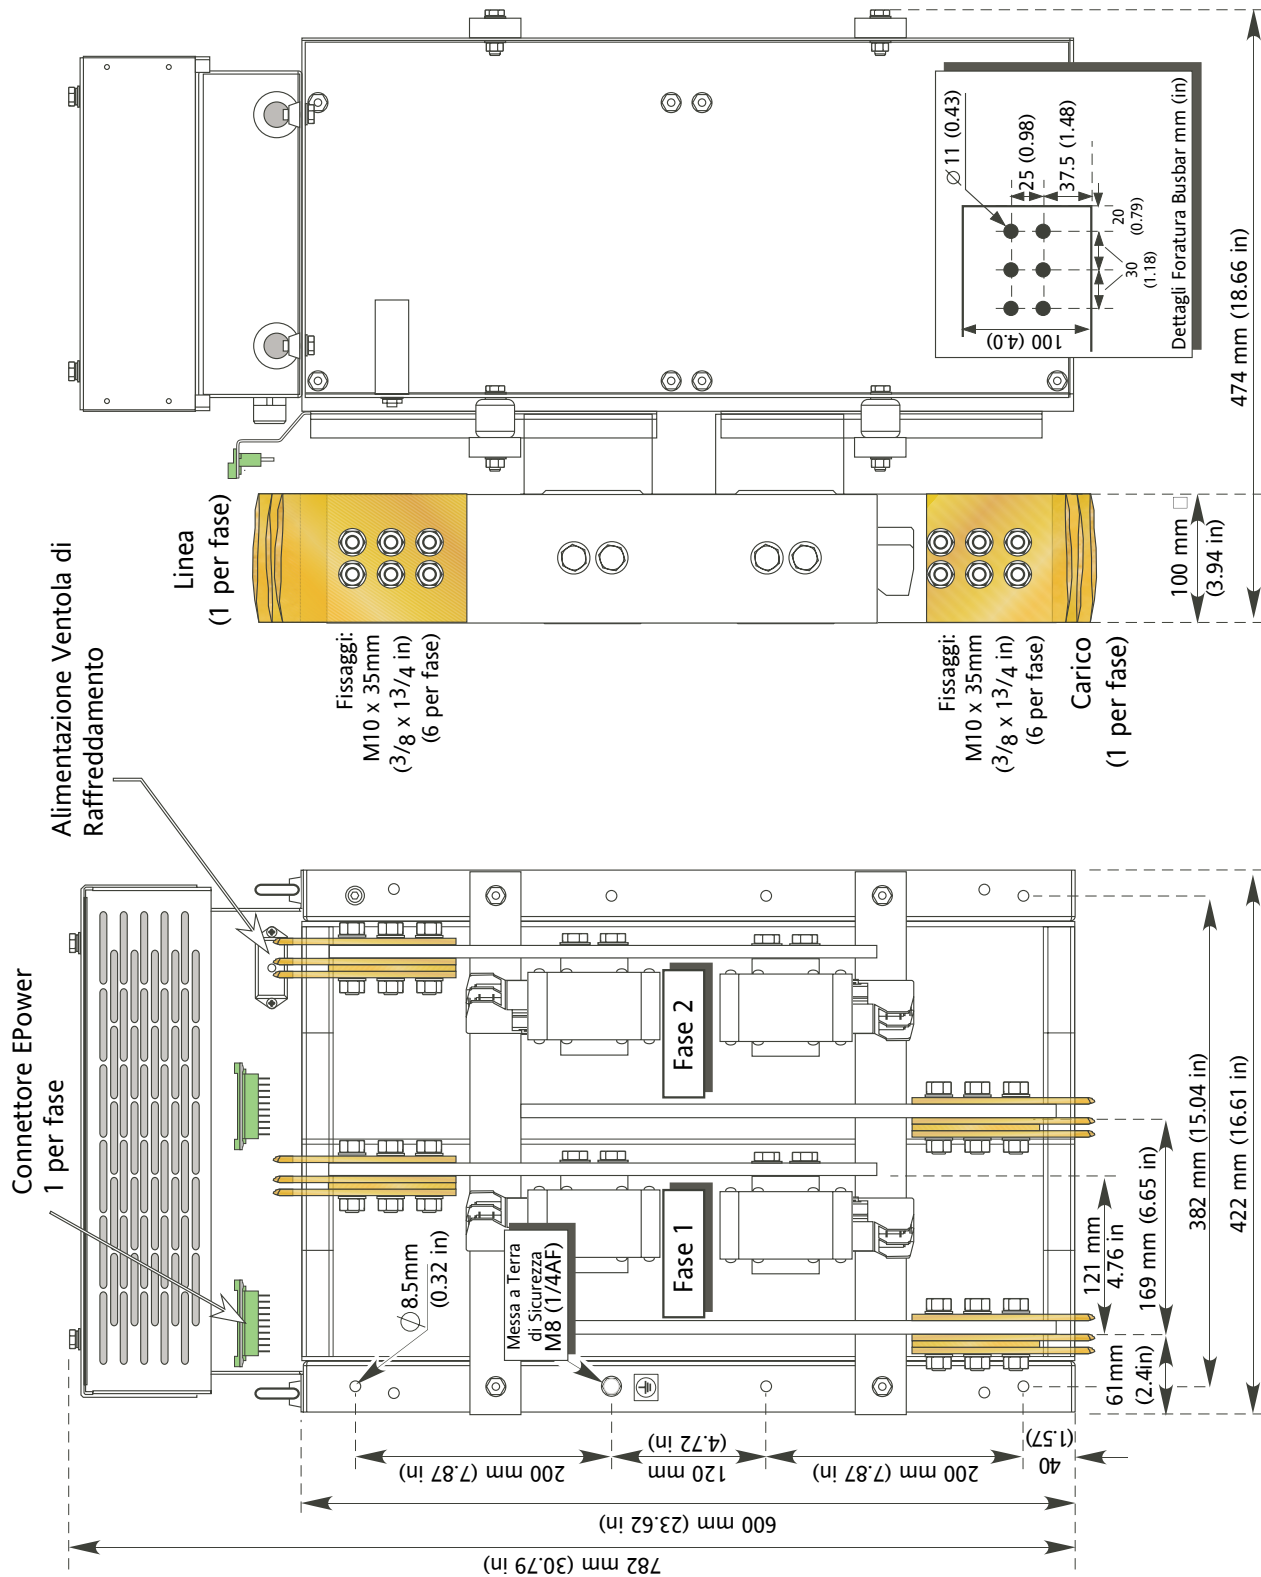 Connettore EPower
1 per fase
Alimentazione Ventola di
Raffreddamento
Linea
(1 per fase)
Fissaggi:
M10 x 35mm
(3/8 x 1 3/4 in)
(6 per fase)
Fissaggi:
M10 x 35mm
(3/8 x 1 3/4 in)
(6 per fase)
Carico
(1 per fase)
Fase 2
Fase 1
Messa a Terra
di Sicurezza
M8 (1/4AF)
∅8.5mm
(0.32 in)
121 mm
4.76 in
169 mm (6.65 in)
61mm
(2.4in)
382 mm (15.04 in)
422 mm (16.61 in)
200 mm (7.87 in)
120 mm
(4.72 in)
200 mm (7.87 in)
40
(1.57)
600 mm (23.62 in)
782 mm (30.79 in)
∅ 11 (0.43)
25 (0.98)
37.5 (1.48)
20
(0.79)
30
(1.18)
100 (4.0)
Dettagli Foratura Busbar mm (in)
100 mm □
(3.94 in)
474 mm (18.66 in)